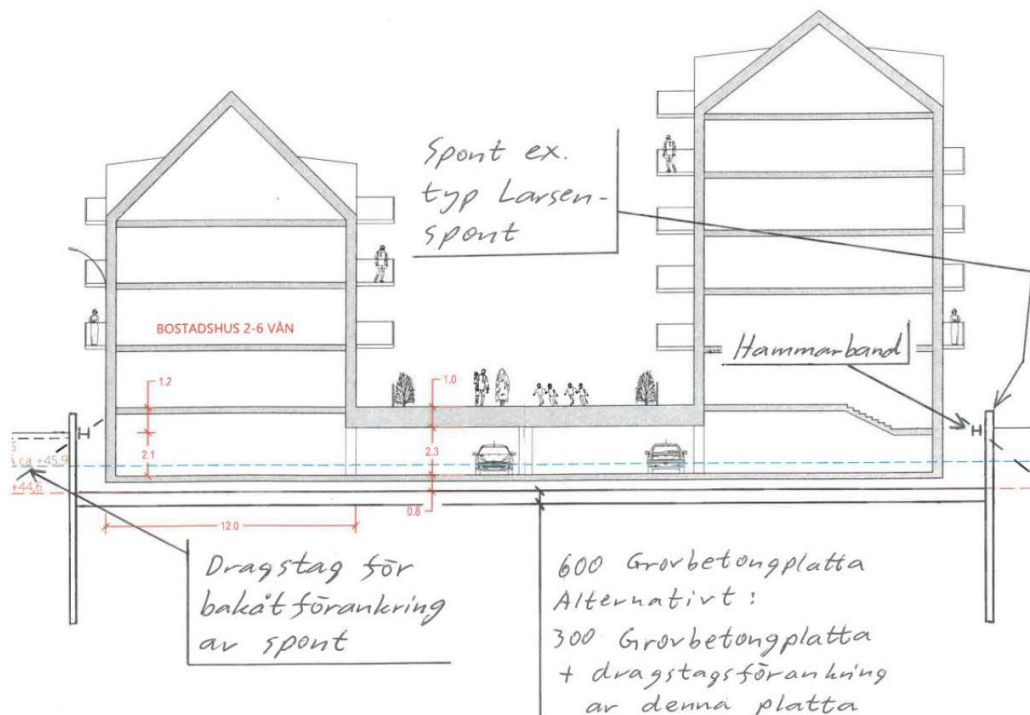 Spont ex.
typ Larsen-
spont
BOSTADSHUS 2-6 VÅN
Hammarband
1.2
1.0
2.1
2.3
ca +45.9
+44.6
0.8
12.0
Dragstag för
bakåtförankring
av spont
600 Grovbetongplatta
Alternativt:
300 Grovbetongplatta
+ dragstagsförankring
av denna platta